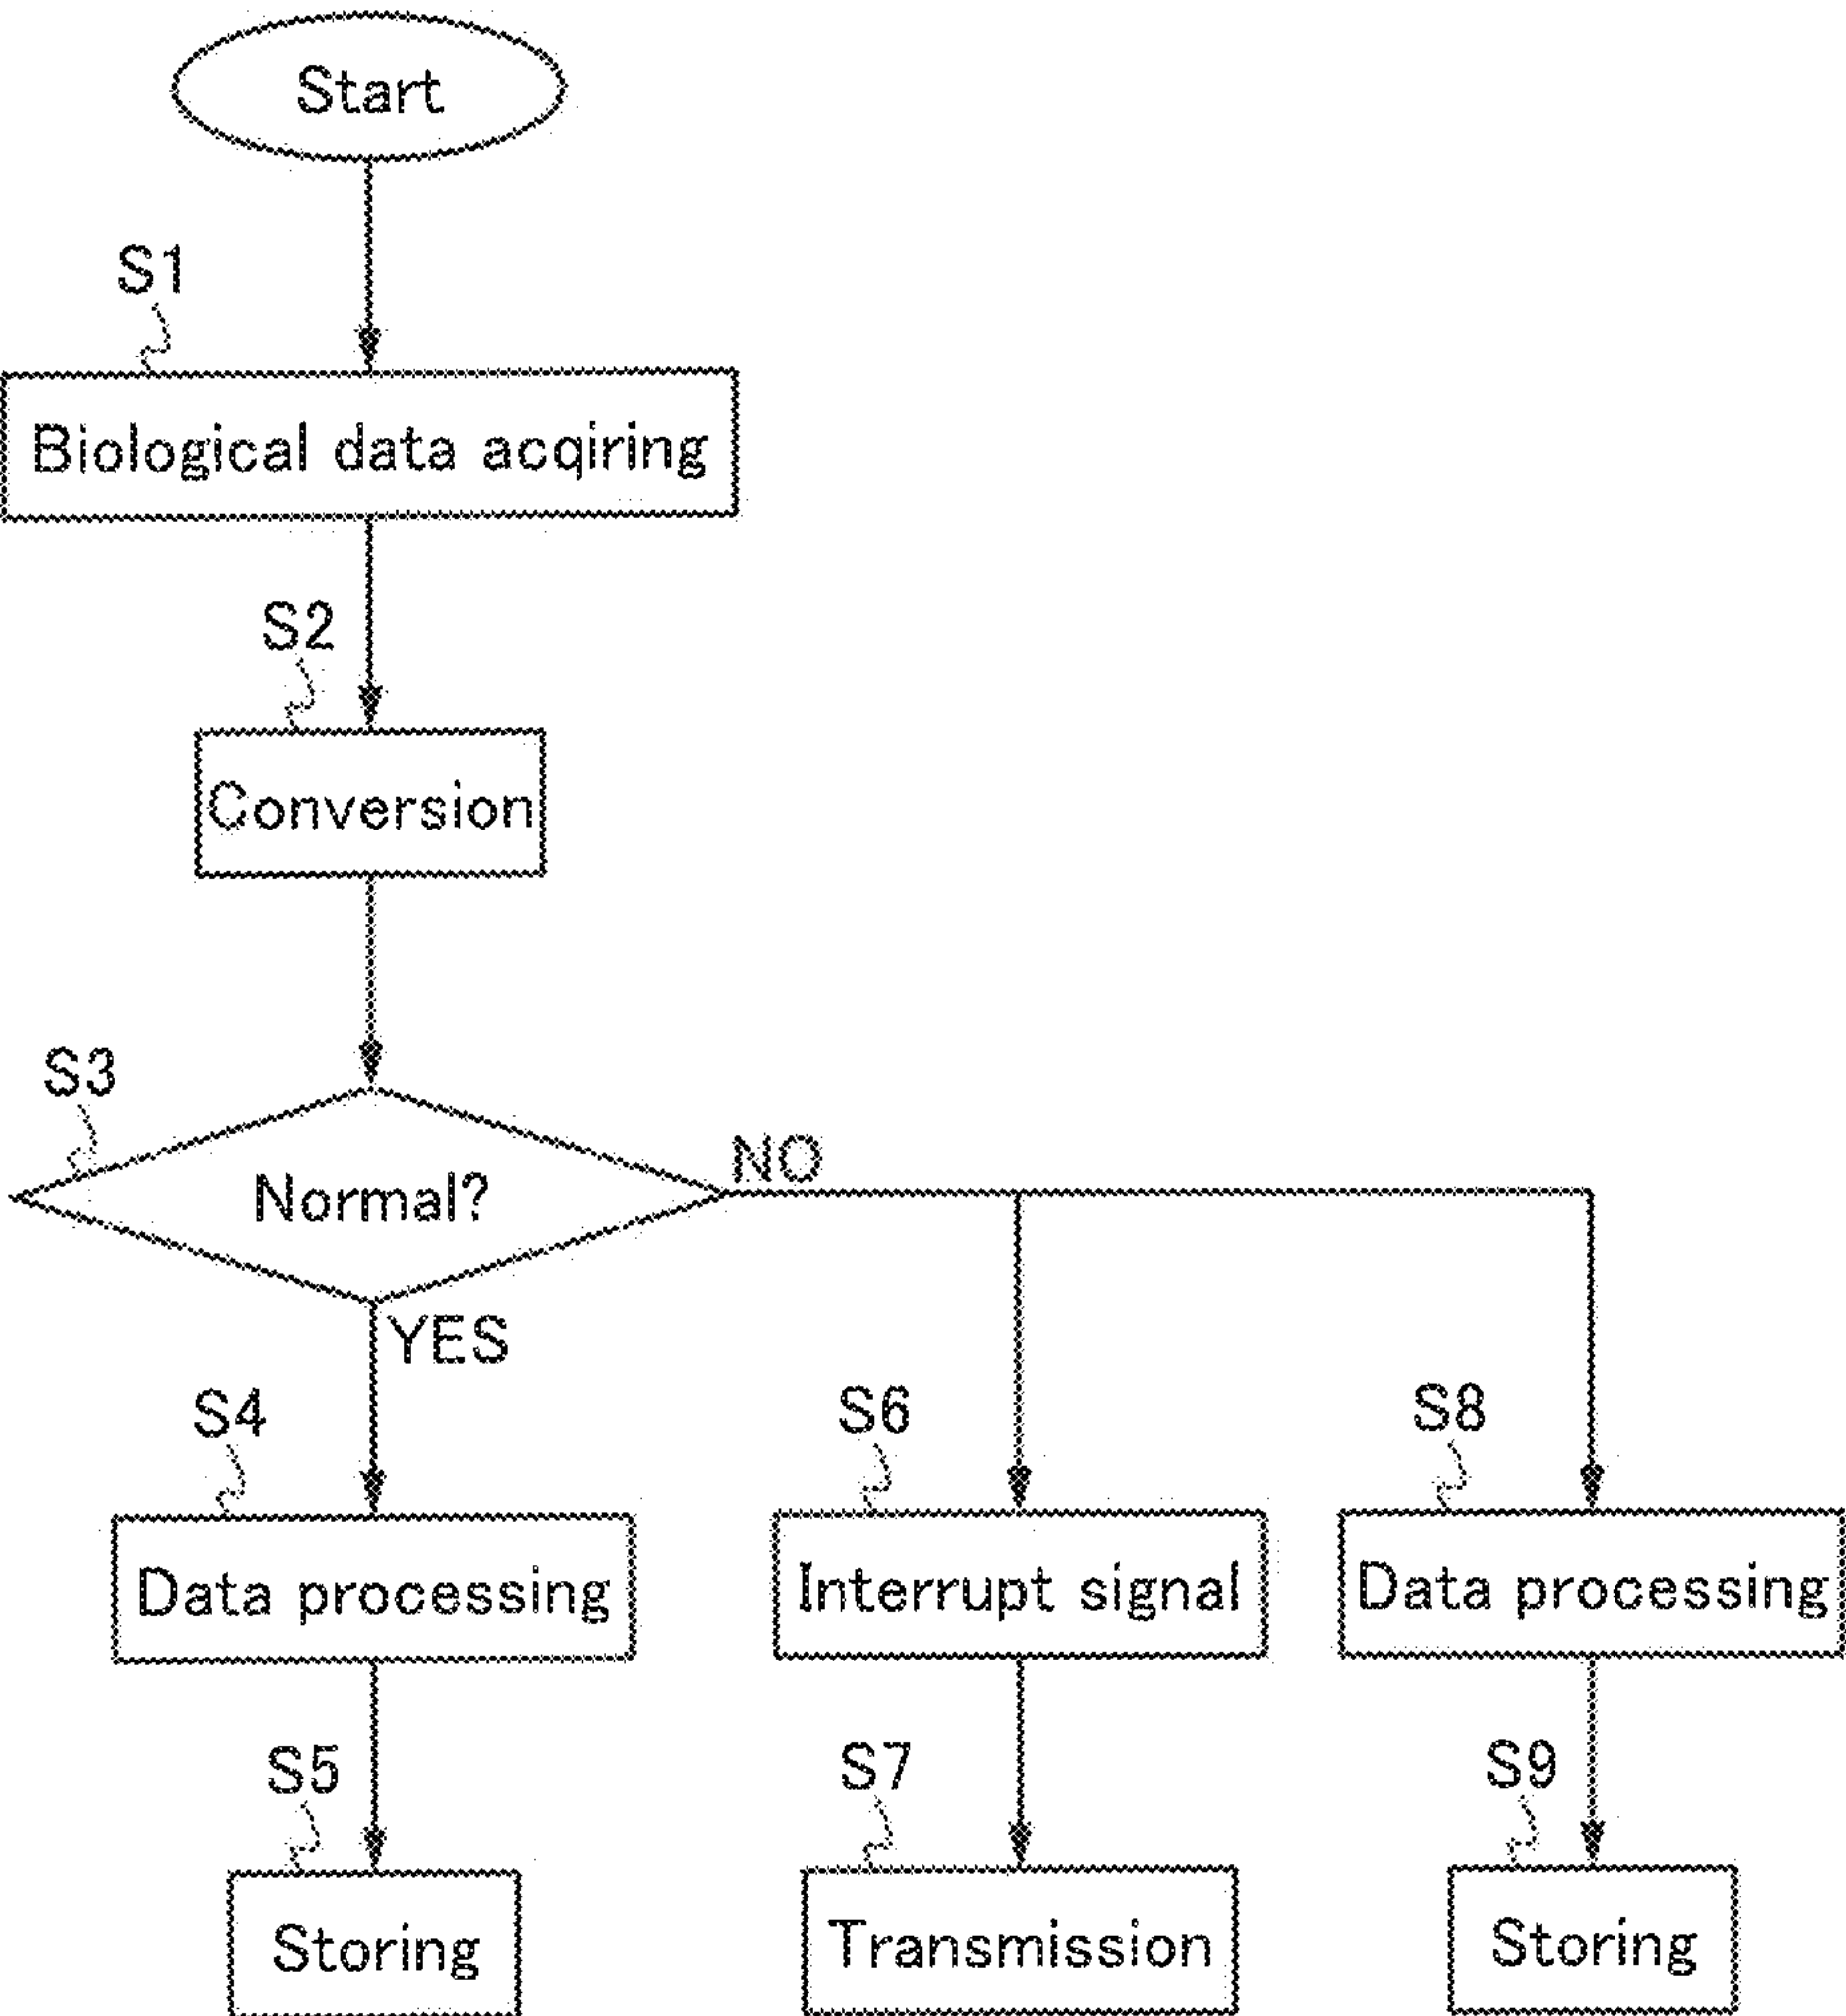 Start
S1
Biological data acqiring
S2
Conversion
S3
Normal?
NO
YES
S4
S6
S8
Data processing
Interrupt signal
Data processing
S5
S7
S9
Storing
Transmission
Storing